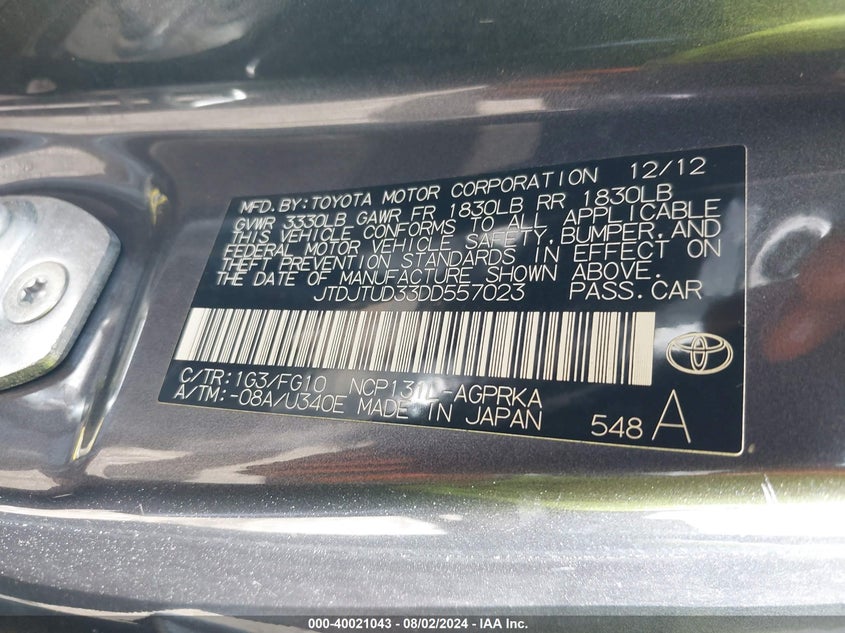 MFD.BY:TOYOTA MOTOR CORPORATION 12/12
GVWR 3330LB GAWR FR 1830LB RR 1830LB
THIS VEHICLE CONFORMS TO ALL APPLICABLE
FEDERAL MOTOR VEHICLE SAFETY,BUMPER,AND
THEFT PREVENTION STANDARDS IN EFFECT ON
THE DATE OF MANUFACTURE SHOWN ABOVE.
JTDJTUD33DD557023 PASS.CAR
C/TR:1G3/FG10 NCP131L-AGPRKA
A/TM:-08A/U340E MADE IN JAPAN
548 A
000-40021043 - 08/02/2024 - IAA Inc.